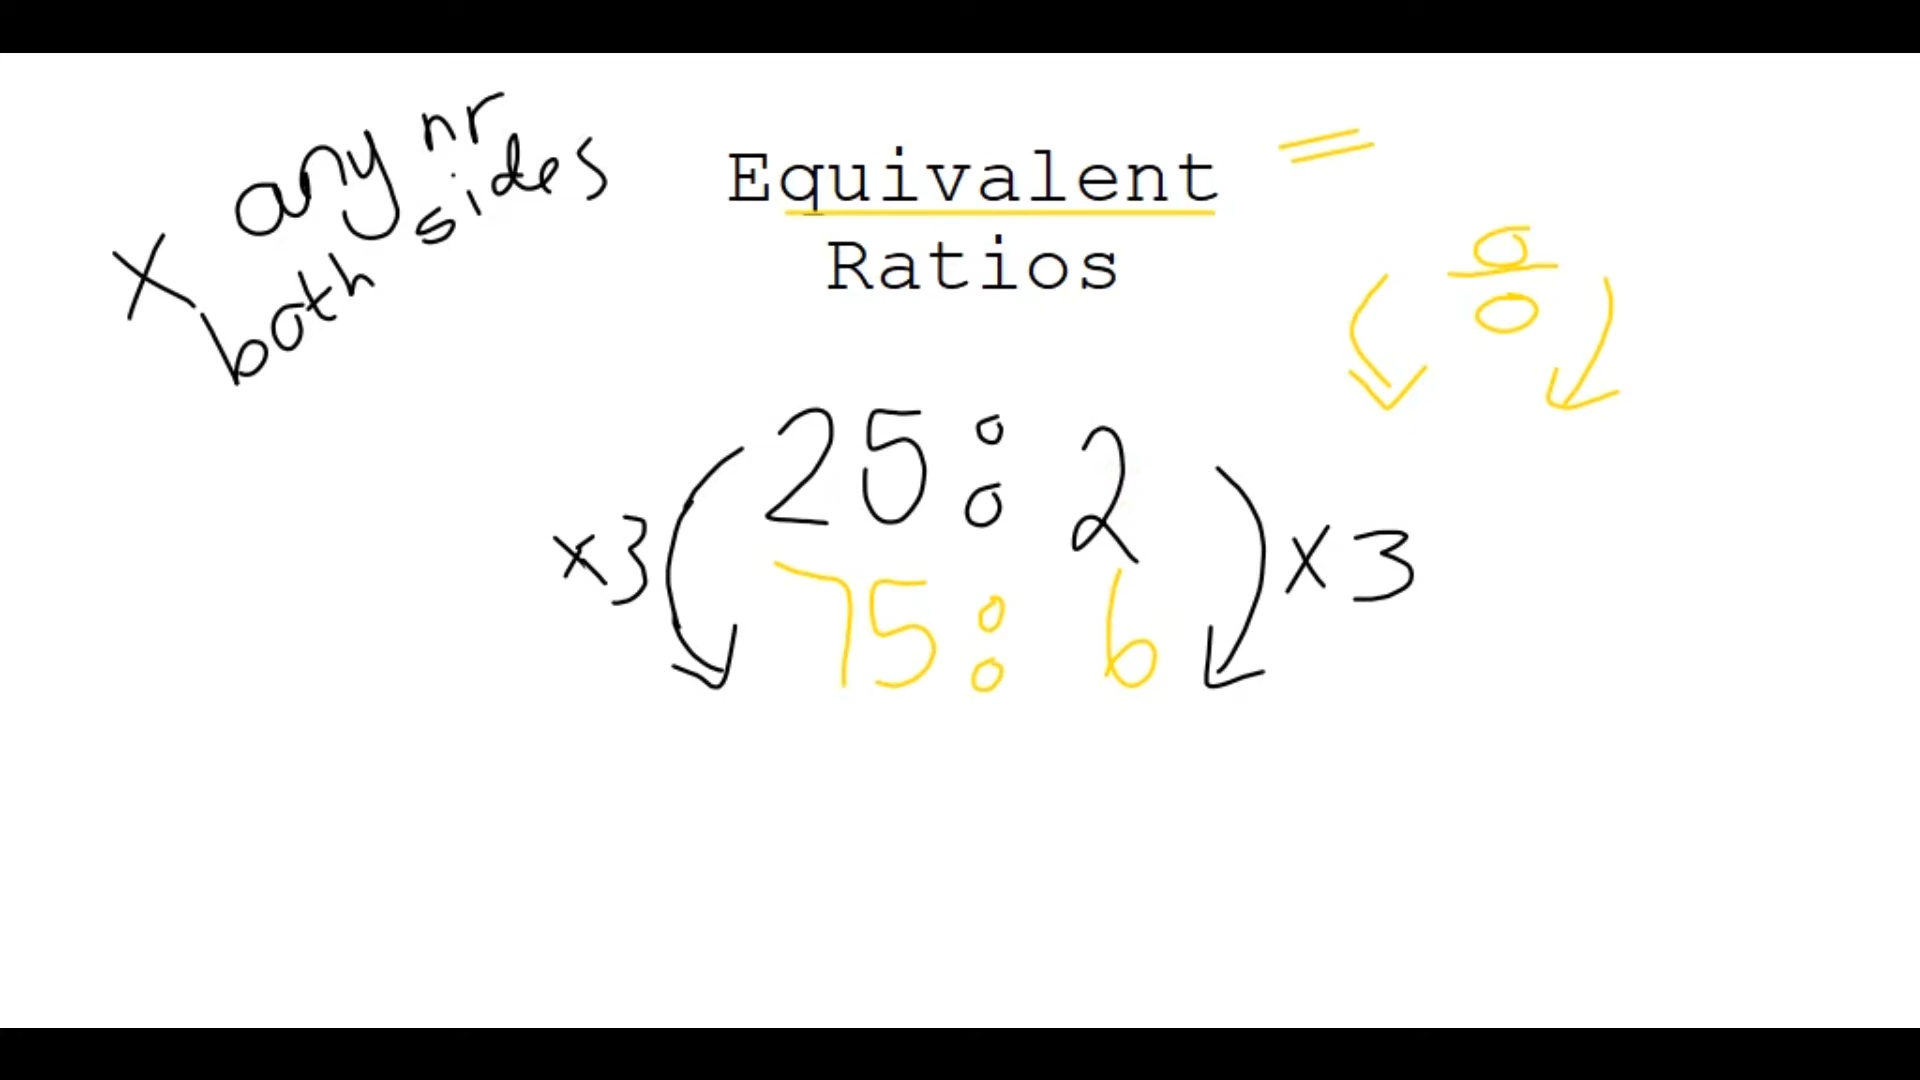 x any nr
both sides
Equivalent =
Ratios
÷
25:2
x3 x3
75:6